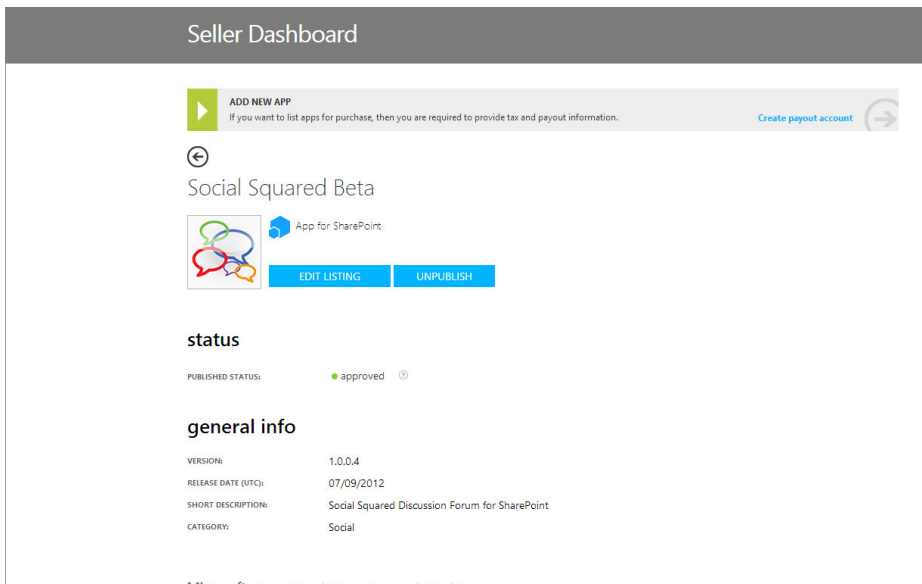 Seller Dashboard
ADD NEW APP
If you want to list apps for purchase, then you are required to provide tax and payout information.
Create payout account
Social Squared Beta
App for SharePoint
EDIT LISTING
UNPUBLISH
status
PUBLISHED STATUS: approved ?
general info
VERSION: 1.0.0.4
RELEASE DATE (UTC): 07/09/2012
SHORT DESCRIPTION: Social Squared Discussion Forum for SharePoint
CATEGORY: Social